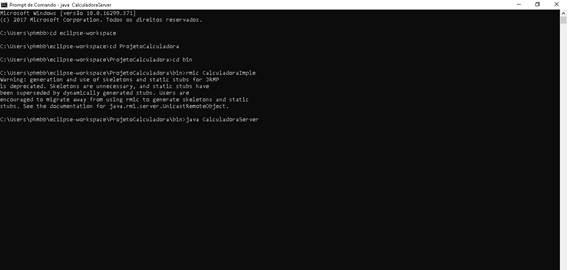 Prompt de Comando - java CalculadoraServer
Microsoft Windows [versão 10.0.16299.371]
(c) 2017 Microsoft Corporation. Todos os direitos reservados.
C:\Users\phmbb>cd eclipse-workspace
C:\Users\phmbb\eclipse-workspace>cd ProjetoCalculadora
C:\Users\phmbb\eclipse-workspace\ProjetoCalculadora>cd bin
C:\Users\phmbb\eclipse-workspace\ProjetoCalculadora\bin>rmic CalculadoraImple
Warning: generation and use of skeletons and static stubs for JRMP
is deprecated. Skeletons are unnecessary, and static stubs have
been superseded by dynamically generated stubs. Users are
encouraged to migrate away from using rmic to generate skeletons and static
stubs. See the documentation for java.rmi.server.UnicastRemoteObject.
C:\Users\phmbb\eclipse-workspace\ProjetoCalculadora\bin>java CalculadoraServer